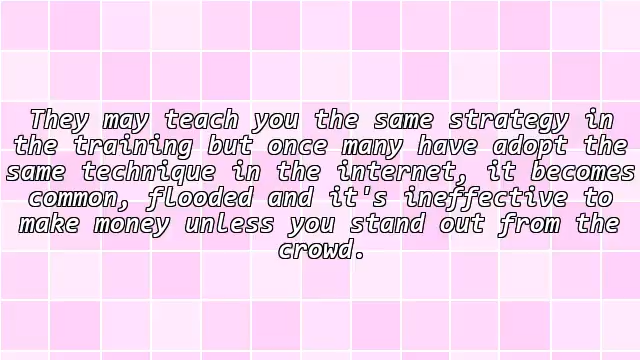 They may teach you the same strategy in
the training but once many have adopt the
same technique in the internet, it becomes
common, flooded and it's ineffective to
make money unless you stand out from the
crowd.